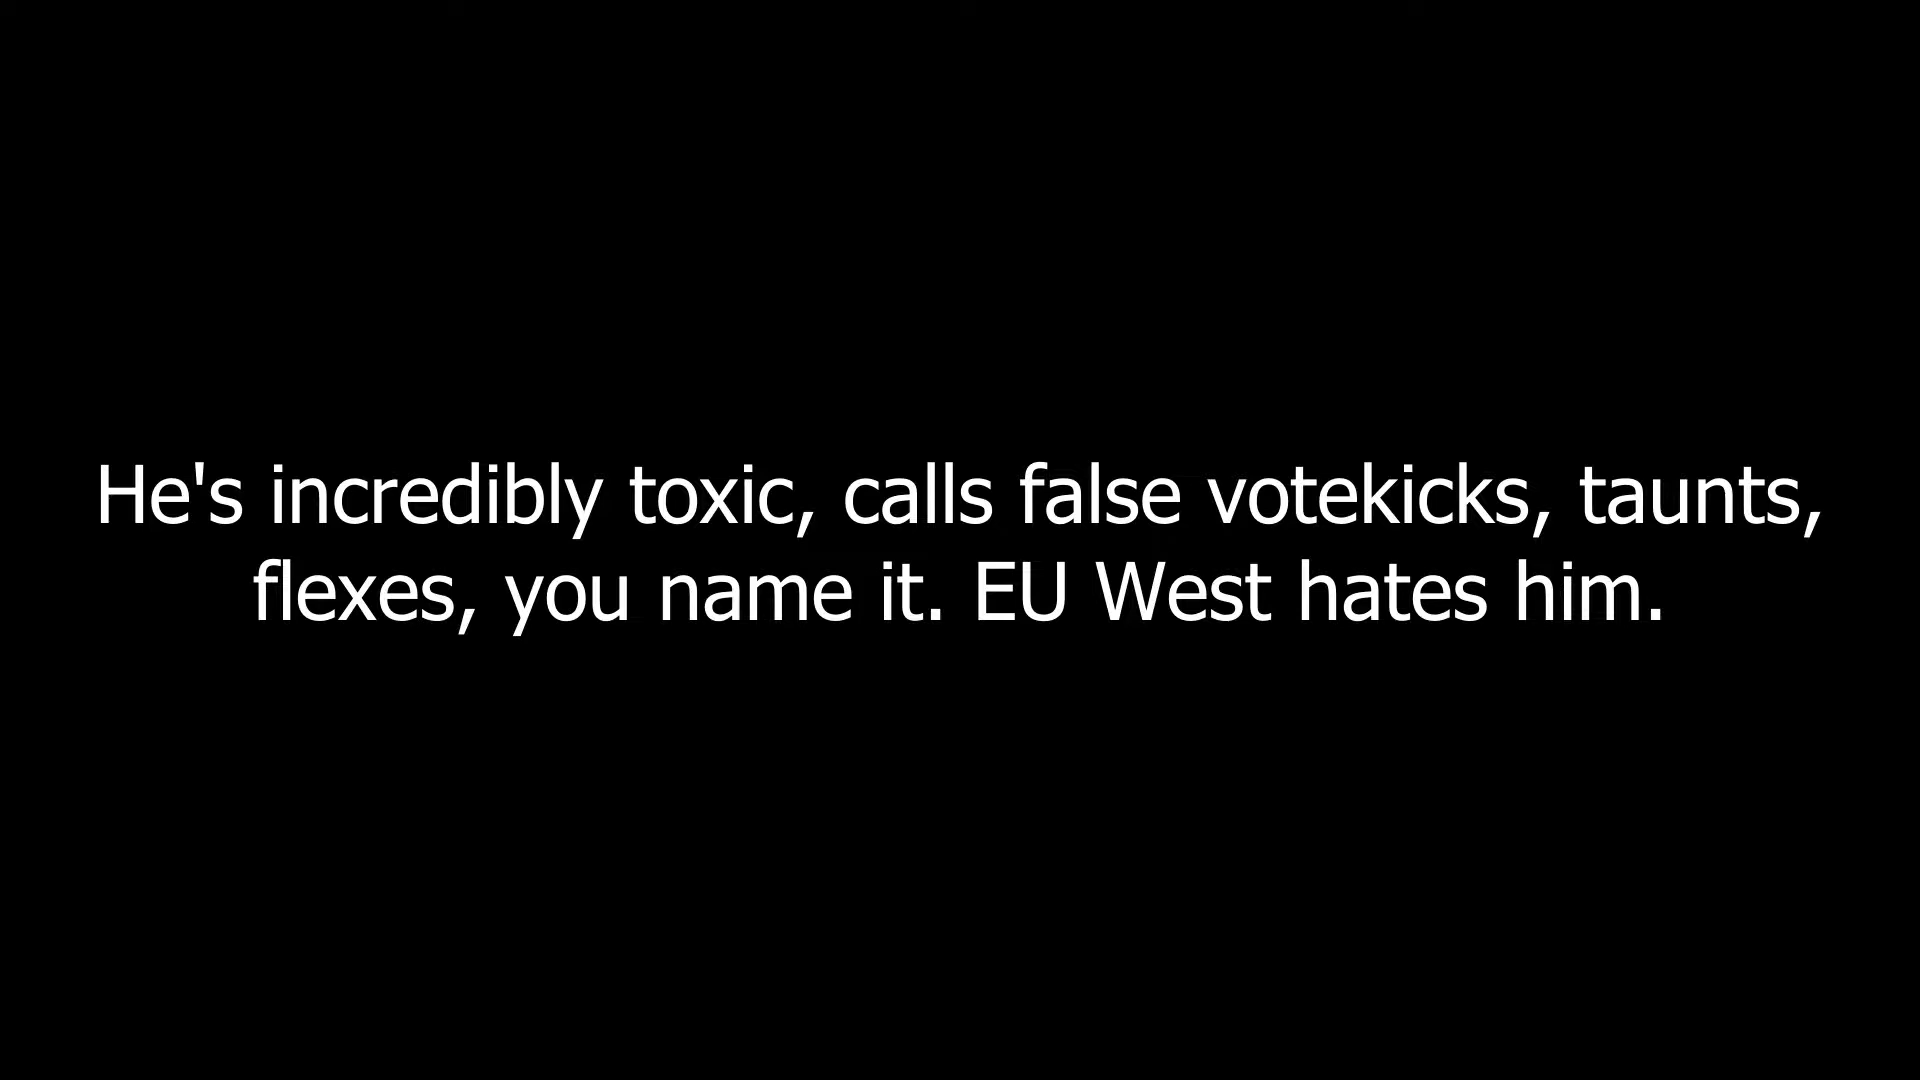 He's incredibly toxic, calls false votekicks, taunts,
flexes, you name it. EU West hates him.